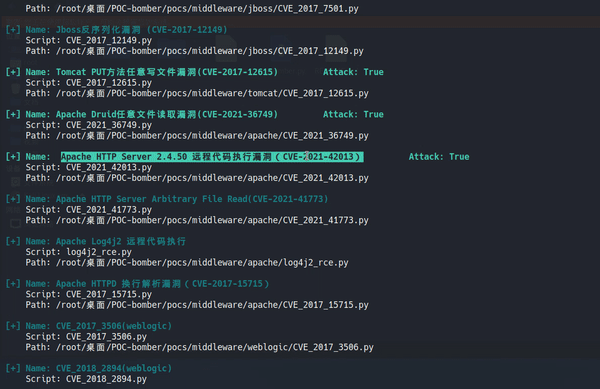 Path: /root/桌面/POC-bomber/pocs/middleware/jboss/CVE_2017_7501.py
[+] Name: Jboss反序列化漏洞 (CVE-2017-12149)
Script: CVE_2017_12149.py
Path: /root/桌面/POC-bomber/pocs/middleware/jboss/CVE_2017_12149.py
[+] Name: Tomcat PUT方法任意写文件漏洞(CVE-2017-12615) Attack: True
Script: CVE_2017_12615.py
Path: /root/桌面/POC-bomber/pocs/middleware/tomcat/CVE_2017_12615.py
[+] Name: Apache Druid任意文件读取漏洞(CVE-2021-36749) Attack: True
Script: CVE_2021_36749.py
Path: /root/桌面/POC-bomber/pocs/middleware/apache/CVE_2021_36749.py
[+] Name: Apache HTTP Server 2.4.50 远程代码执行漏洞（CVE-2021-42013） Attack: True
Script: CVE_2021_42013.py
Path: /root/桌面/POC-bomber/pocs/middleware/apache/CVE_2021_42013.py
[+] Name: Apache HTTP Server Arbitrary File Read(CVE-2021-41773)
Script: CVE_2021_41773.py
Path: /root/桌面/POC-bomber/pocs/middleware/apache/CVE_2021_41773.py
[+] Name: Apache Log4j2 远程代码执行
Script: log4j2_rce.py
Path: /root/桌面/POC-bomber/pocs/middleware/apache/log4j2_rce.py
[+] Name: Apache HTTPD 换行解析漏洞（CVE-2017-15715）
Script: CVE_2017_15715.py
Path: /root/桌面/POC-bomber/pocs/middleware/apache/CVE_2017_15715.py
[+] Name: CVE_2017_3506(weblogic)
Script: CVE_2017_3506.py
Path: /root/桌面/POC-bomber/pocs/middleware/weblogic/CVE_2017_3506.py
[+] Name: CVE_2018_2894(weblogic)
Script: CVE_2018_2894.py